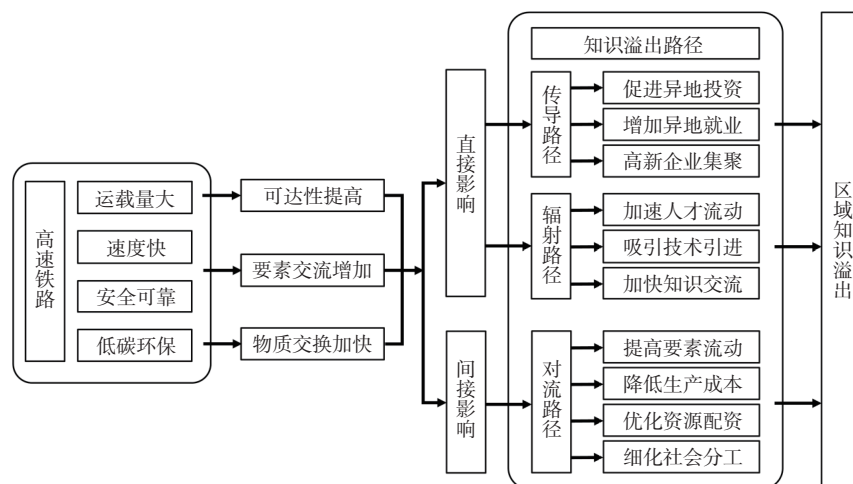 高速铁路
运载量大
速度快
安全可靠
低碳环保
可达性提高
要素交流增加
物质交换加快
直接影响
间接影响
知识溢出路径
传导路径
促进异地投资
增加异地就业
高新企业集聚
辐射路径
加速人才流动
吸引技术引进
加快知识交流
对流路径
提高要素流动
降低生产成本
优化资源配资
细化社会分工
区域知识溢出